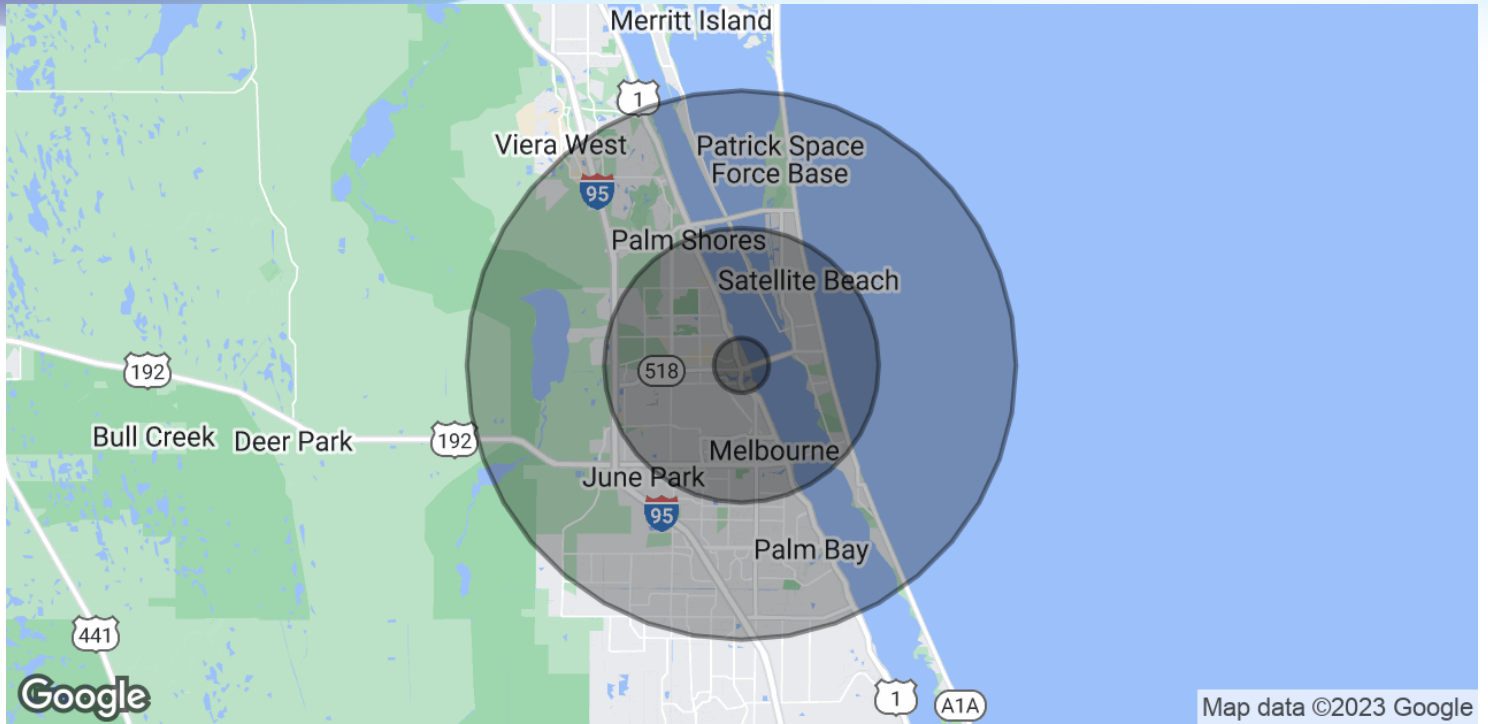 Merritt Island
1
Viera West
Patrick Space
Force Base
95
Palm Shores
Satellite Beach
192
518
Bull Creek
Deer Park
192
Melbourne
June Park
95
Palm Bay
441
Google
1
A1A
Map data ©2023 Google